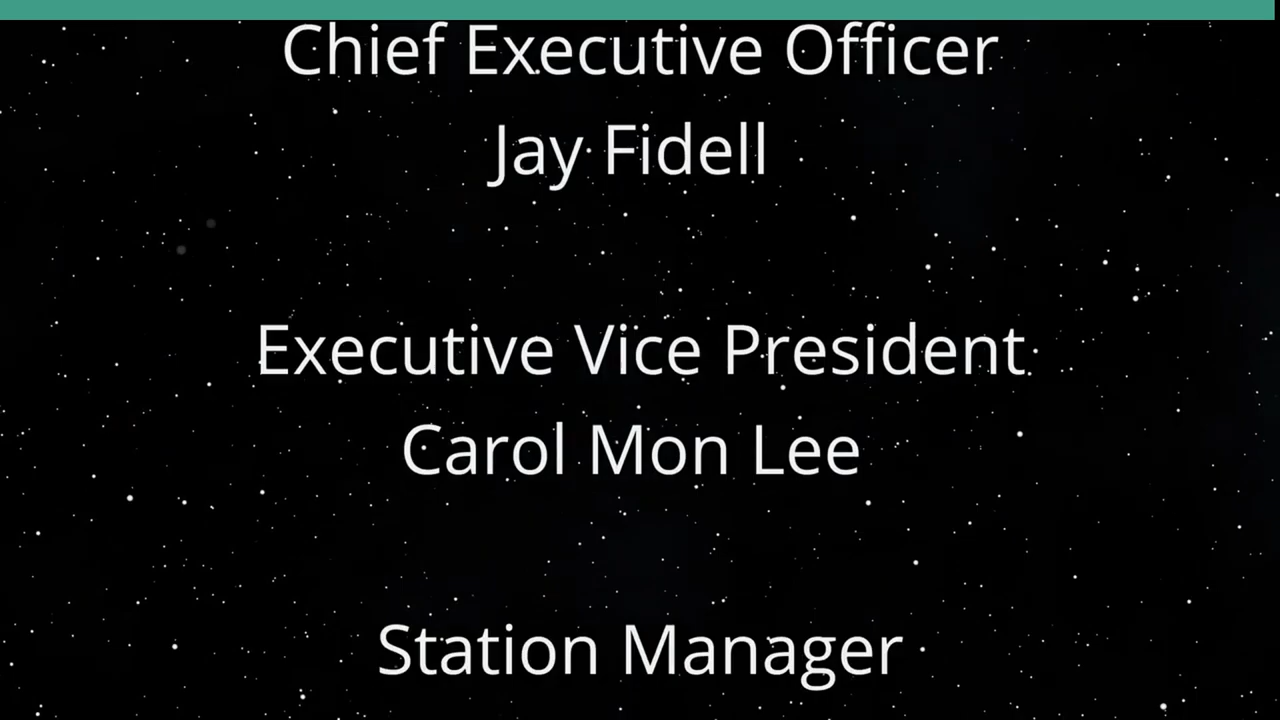 Chief Executive Officer
Jay Fidell
Executive Vice President
Carol Mon Lee
Station Manager